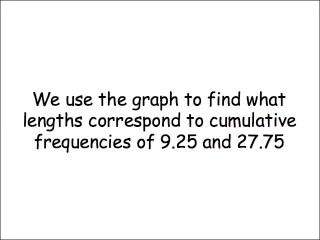 We use the graph to find what
lengths correspond to cumulative
frequencies of 9.25 and 27.75